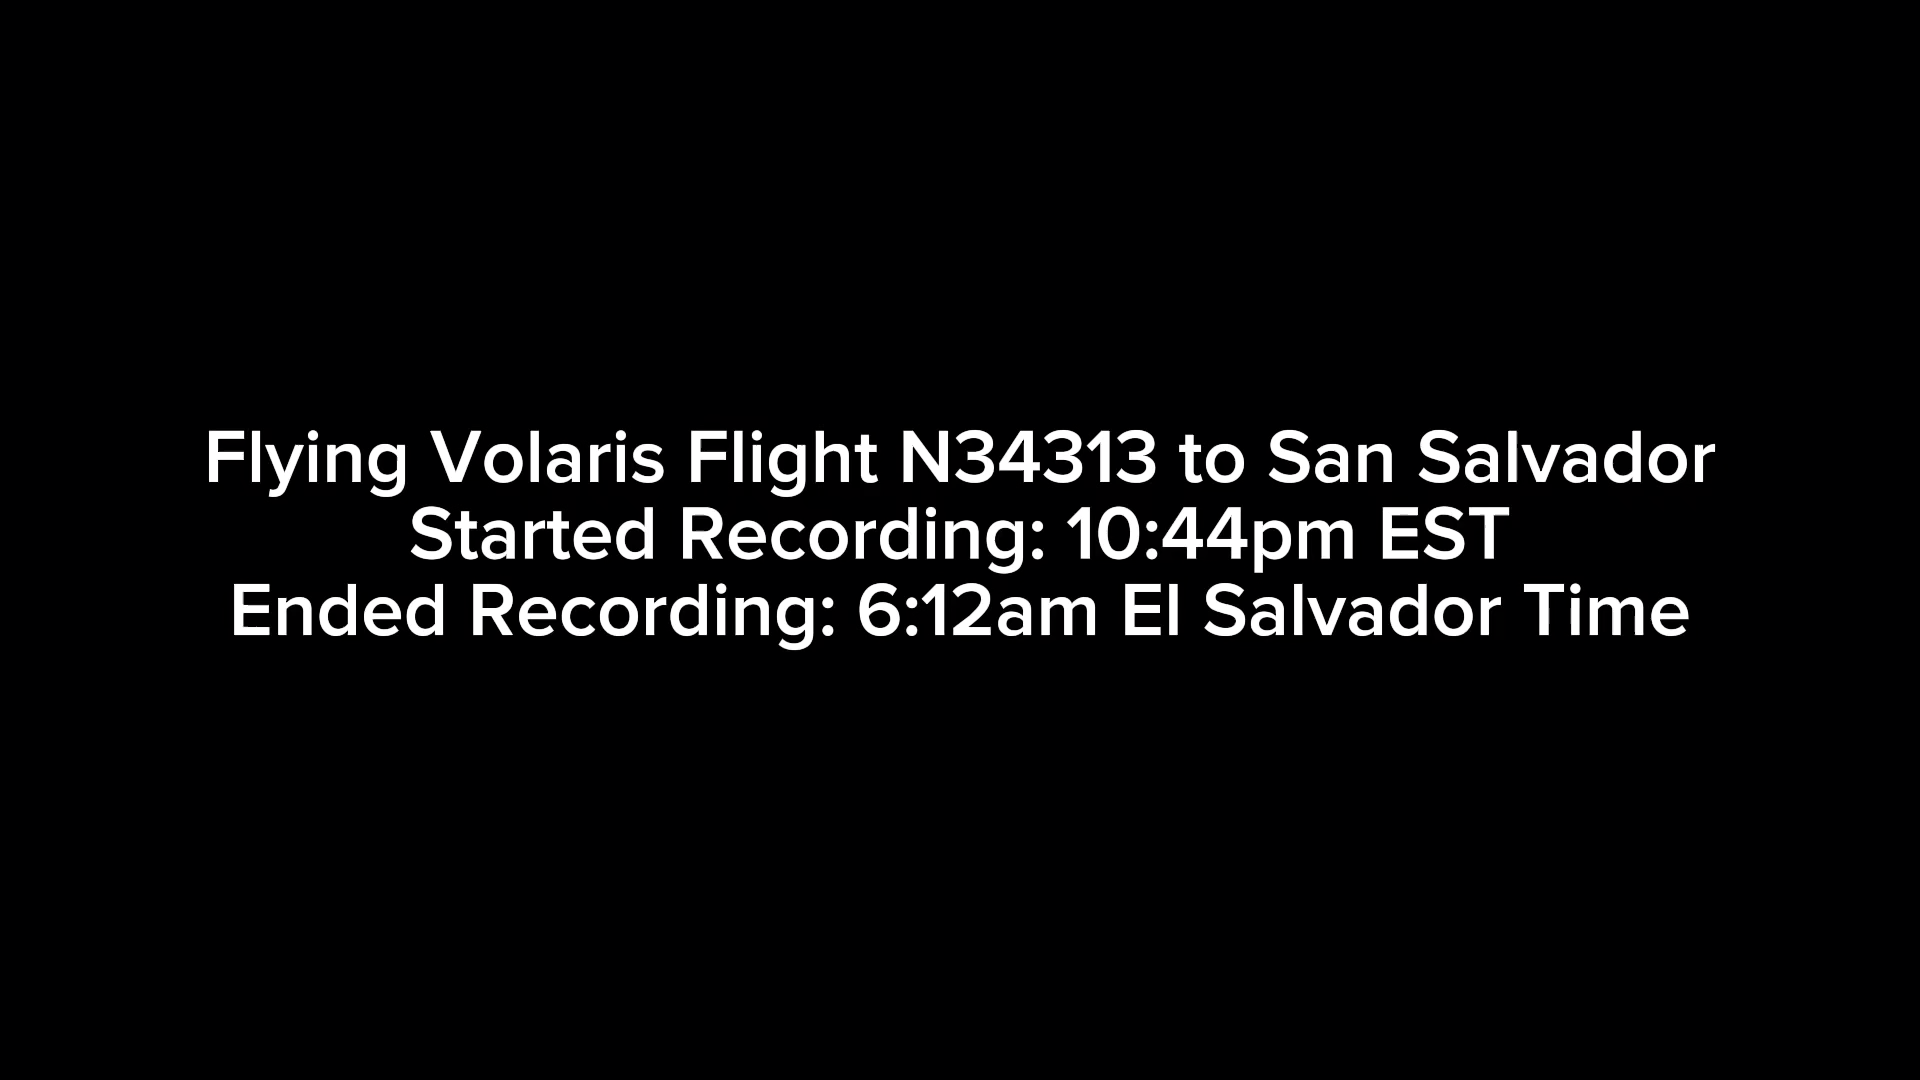 Flying Volaris Flight N34313 to San Salvador
Started Recording: 10:44pm EST
Ended Recording: 6:12am El Salvador Time